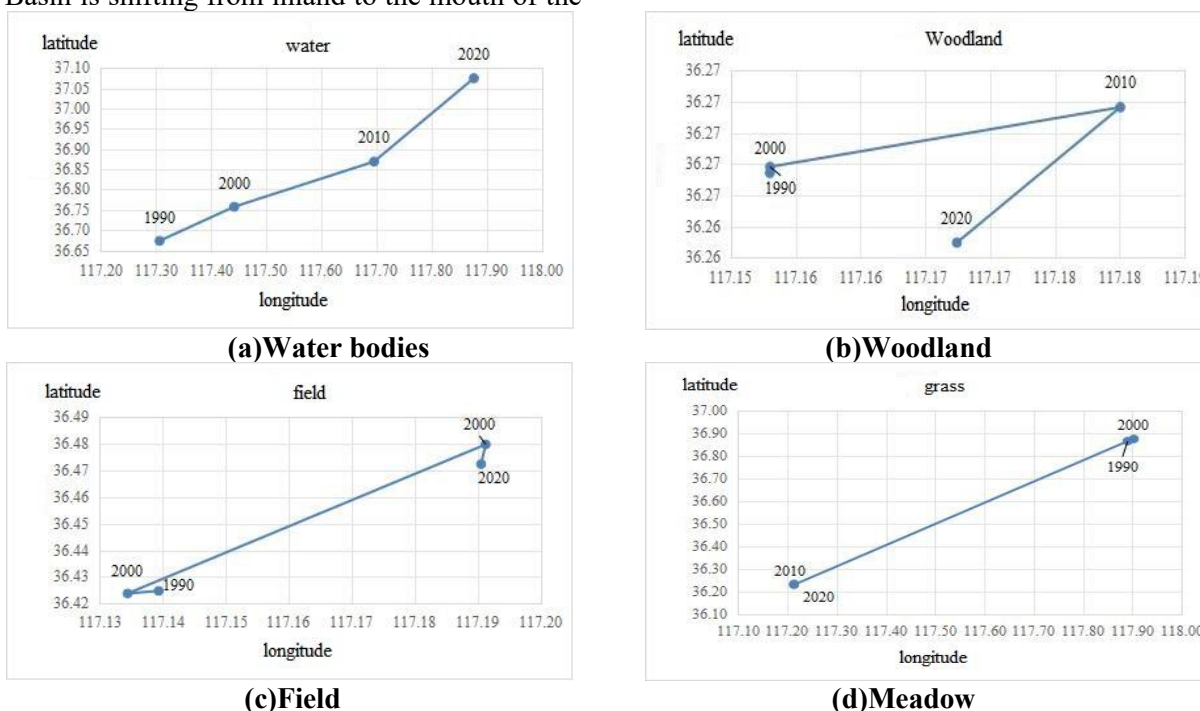 Basin is shifting from inland to the mouth of the
latitude
water
37.10
37.05
37.00
36.95
36.90
36.85
36.80
36.75
36.70
36.65
1990
2000
2010
2020
117.20 117.30 117.40 117.50 117.60 117.70 117.80 117.90 118.00
longitude
(a)Water bodies
latitude
Woodland
36.27
36.27
36.27
36.27
36.27
36.26
36.26
2000
1990
2010
2020
117.15 117.16 117.16 117.17 117.17 117.18 117.18 117.19
longitude
(b)Woodland
latitude
field
36.49
36.48
36.47
36.46
36.44
36.43
36.42
2000
2020
2000
1990
117.13 117.14 117.15 117.16 117.17 117.18 117.19 117.20
longitude
(c)Field
latitude
grass
37.00
36.90
36.80
36.70
36.60
36.50
36.40
36.30
36.20
36.10
2000
1990
2010
2020
117.10 117.20 117.30 117.40 117.50 117.60 117.70 117.80 117.90 118.00
longitude
(d)Meadow